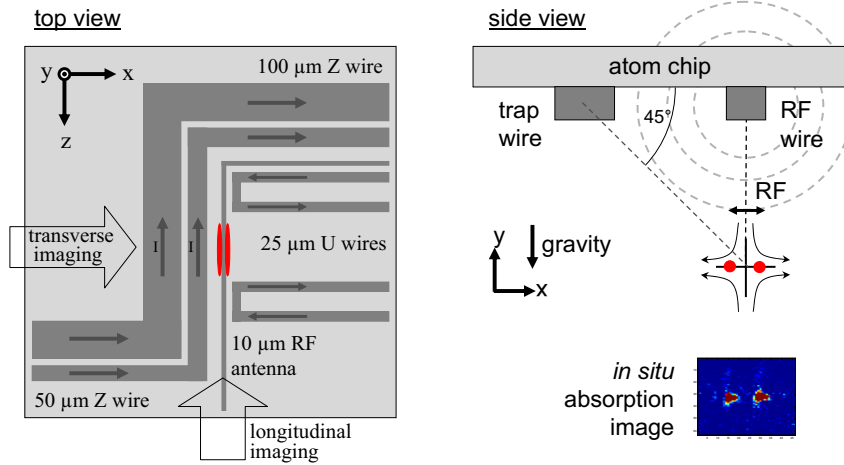 top view
y
x
z
100 µm Z wire
I
I
transverse
imaging
25 µm U wires
10 µm RF
antenna
50 µm Z wire
longitudinal
imaging
side view
atom chip
trap
wire
45°
RF
wire
RF
y
x
gravity
in situ
absorption
image